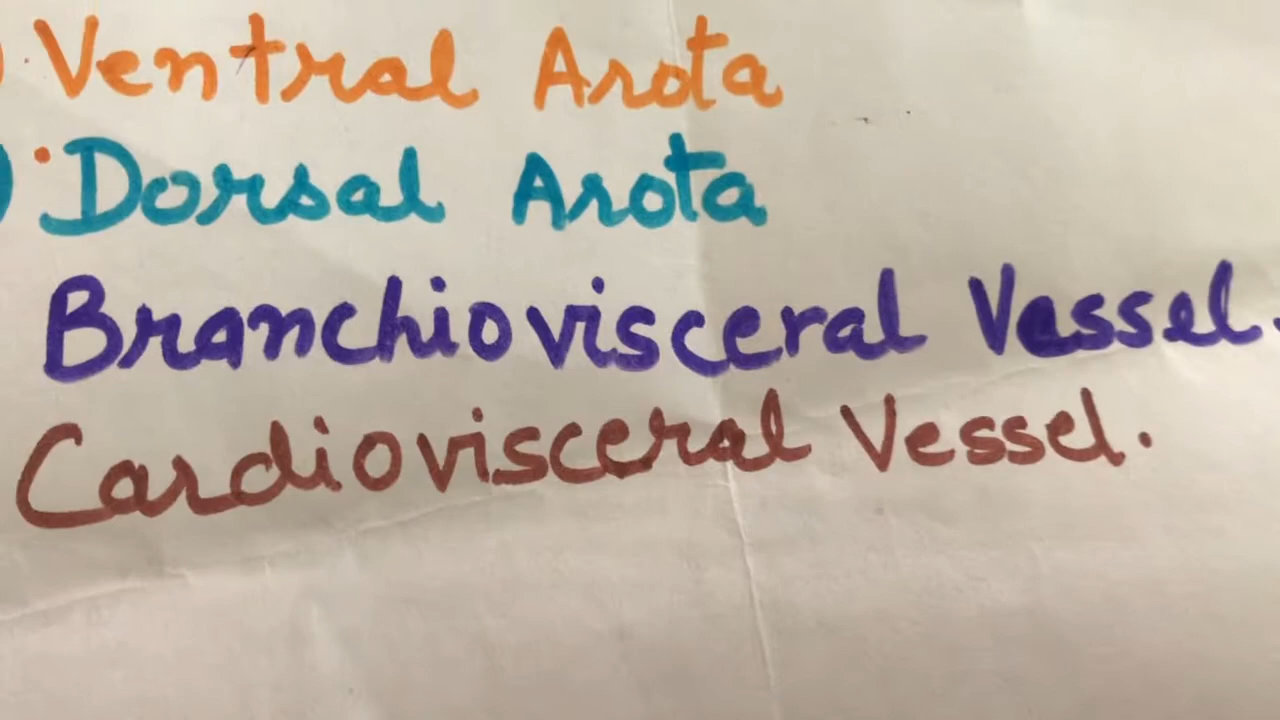 Ventral Arota
Dorsal Arota
Branchiovisceral Vessel.
Cardiovisceral Vessel.